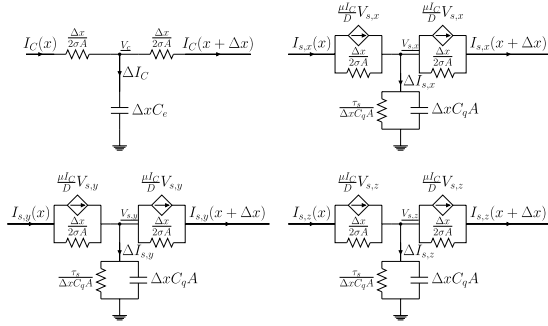 I_C(x) Δx/2σA V_c Δx/2σA I_C(x + Δx)
ΔI_C
ΔxC_e
μI_C/D V_{s,x} μI_C/D V_{s,x}
I_{s,x}(x) Δx/2σA V_{s,x} Δx/2σA I_{s,x}(x + Δx)
ΔI_{s,x}
τ_s/ΔxC_qA ΔxC_qA
μI_C/D V_{s,y} μI_C/D V_{s,y}
I_{s,y}(x) Δx/2σA V_{s,y} Δx/2σA I_{s,y}(x + Δx)
ΔI_{s,y}
τ_s/ΔxC_qA ΔxC_qA
μI_C/D V_{s,z} μI_C/D V_{s,z}
I_{s,z}(x) Δx/2σA V_{s,z} Δx/2σA I_{s,z}(x + Δx)
ΔI_{s,z}
τ_s/ΔxC_qA ΔxC_qA